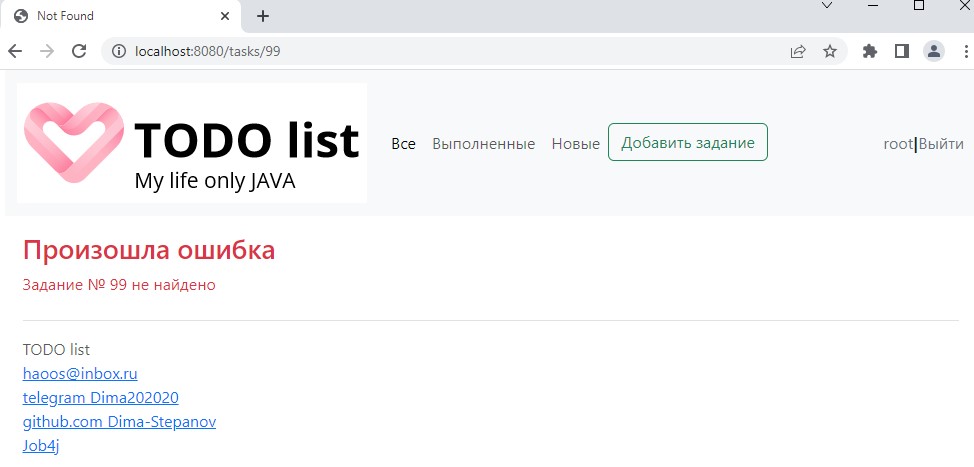 Not Found
localhost:8080/tasks/99
TODO list
My life only JAVA
Все Выполненные Новые Добавить задание root|Выйти
Произошла ошибка
Задание № 99 не найдено
TODO list
haoos@inbox.ru
telegram Dima202020
github.com Dima-Stepanov
Job4j